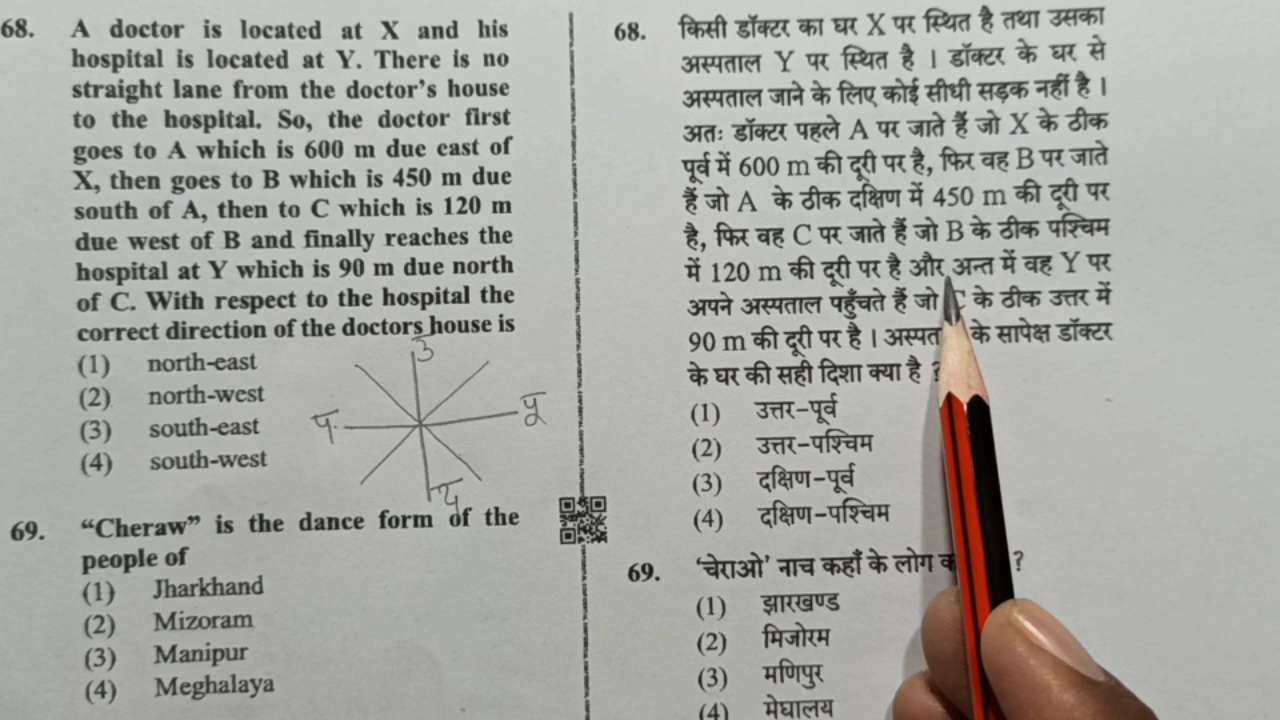 68. A doctor is located at X and his
hospital is located at Y. There is no
straight lane from the doctor's house
to the hospital. So, the doctor first
goes to A which is 600 m due east of
X, then goes to B which is 450 m due
south of A, then to C which is 120 m
due west of B and finally reaches the
hospital at Y which is 90 m due north
of C. With respect to the hospital the
correct direction of the doctors house is
(1) north-east
(2) north-west
(3) south-east
(4) south-west
उ
प.
पू
द
69. “Cheraw” is the dance form of the
people of
(1) Jharkhand
(2) Mizoram
(3) Manipur
(4) Meghalaya
68. किसी डॉक्टर का घर X पर स्थित है तथा उसका
अस्पताल Y पर स्थित है । डॉक्टर के घर से
अस्पताल जाने के लिए कोई सीधी सड़क नहीं है ।
अतः डॉक्टर पहले A पर जाते हैं जो X के ठीक
पूर्व में 600 m की दूरी पर है, फिर वह B पर जाते
हैं जो A के ठीक दक्षिण में 450 m की दूरी पर
है, फिर वह C पर जाते हैं जो B के ठीक पश्चिम
में 120 m की दूरी पर है और अन्त में वह Y पर
अपने अस्पताल पहुँचते हैं जो C के ठीक उत्तर में
90 m की दूरी पर है । के सापेक्ष डॉक्टर
के घर की सही दिशा क्या है ?
(1) उत्तर-पूर्व
(2) उत्तर-पश्चिम
(3) दक्षिण-पूर्व
(4) दक्षिण-पश्चिम
69. ‘चेराओ’ नाच कहाँ के लोग ?
(1) झारखण्ड
(2) मिजोरम
(3) मणिपुर
(4) मेघालय